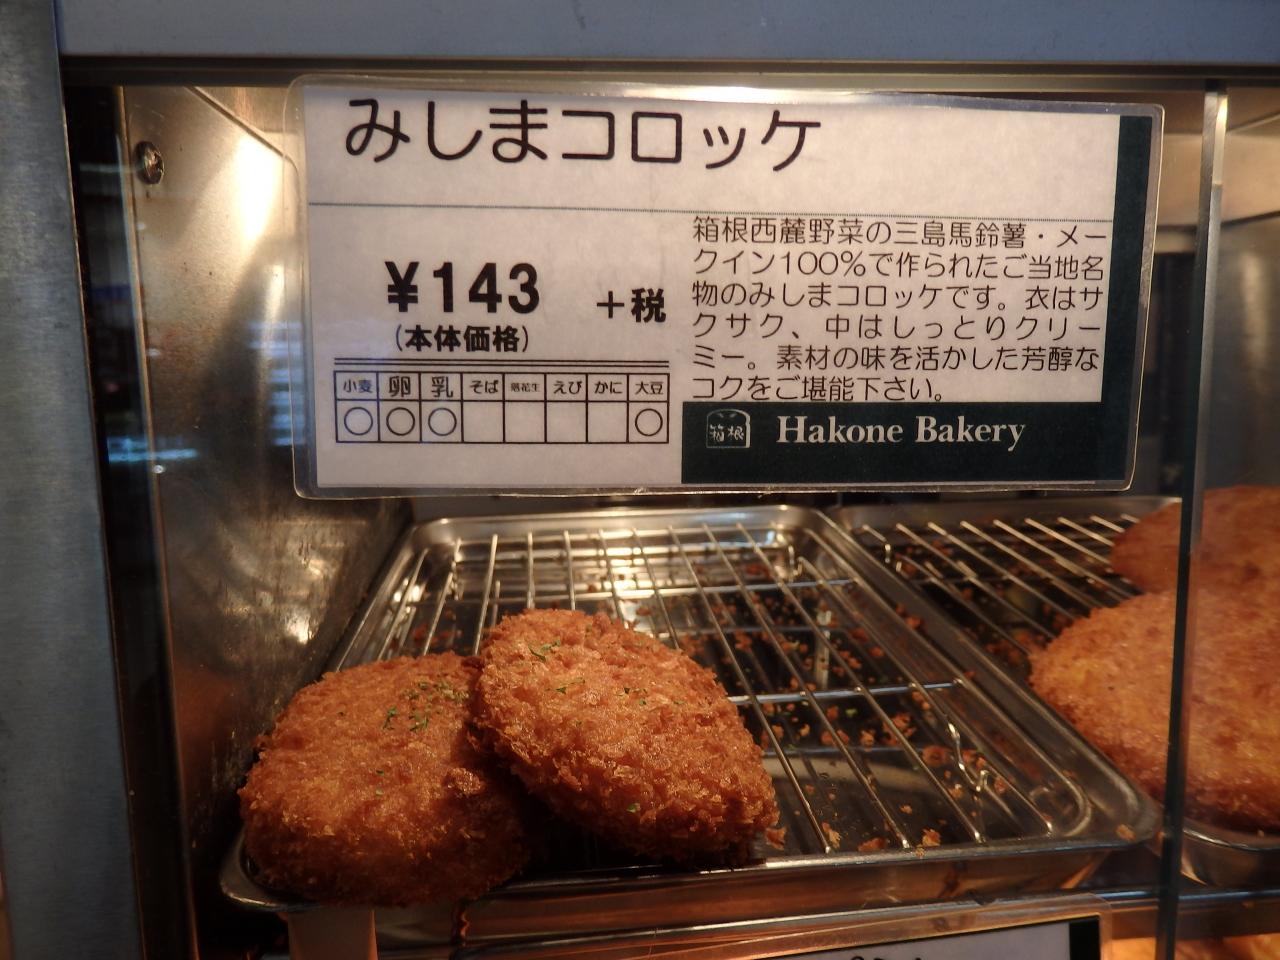 みしまコロッケ
¥143 +税
(本体価格)
小麦 卵 乳 そば 落花生 えび かに 大豆
○ ○ ○ ○
箱根西麓野菜の三島馬鈴薯・メー
クイン100%で作られたご当地名
物のみしまコロッケです。衣はサ
クサク、中はしっとりクリー
ミー。素材の味を活かした芳醇な
コクをご堪能下さい。
箱根 Hakone Bakery